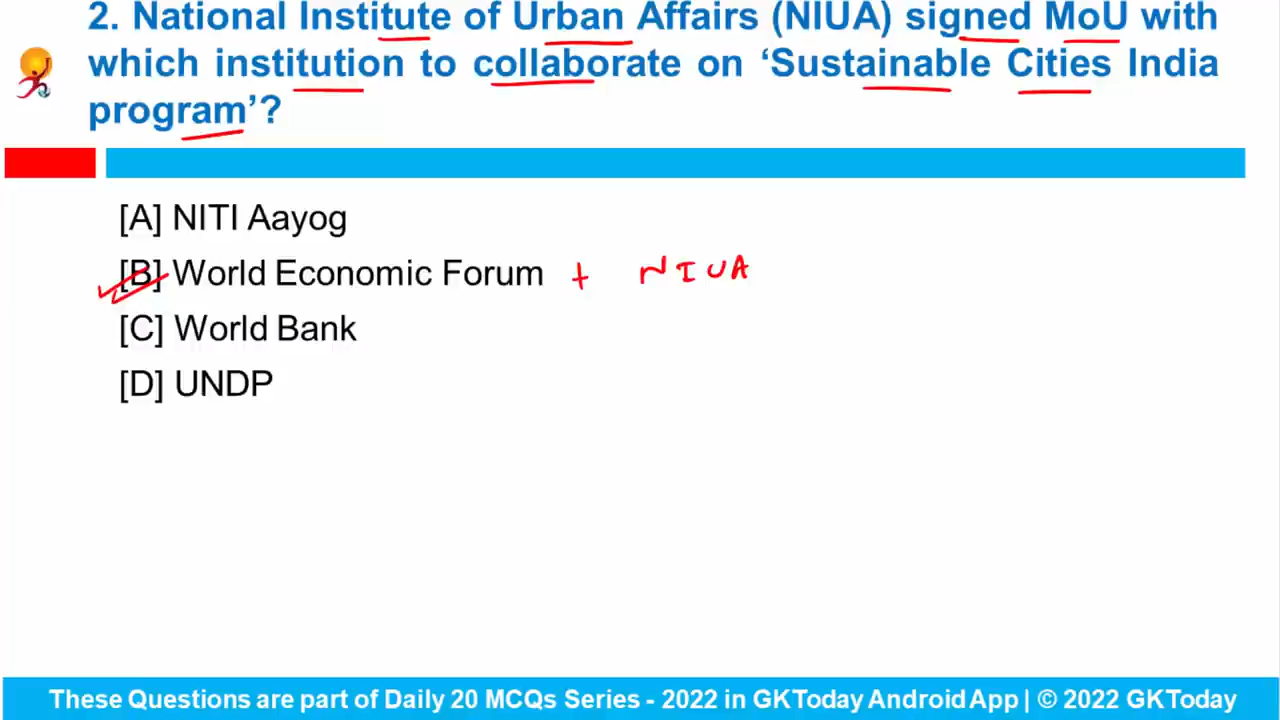 2. National Institute of Urban Affairs (NIUA) signed MoU with
which institution to collaborate on ‘Sustainable Cities India
program’?
[A] NITI Aayog
[B] World Economic Forum + NIUA
[C] World Bank
[D] UNDP
These Questions are part of Daily 20 MCQs Series - 2022 in GKToday Android App | © 2022 GKToday